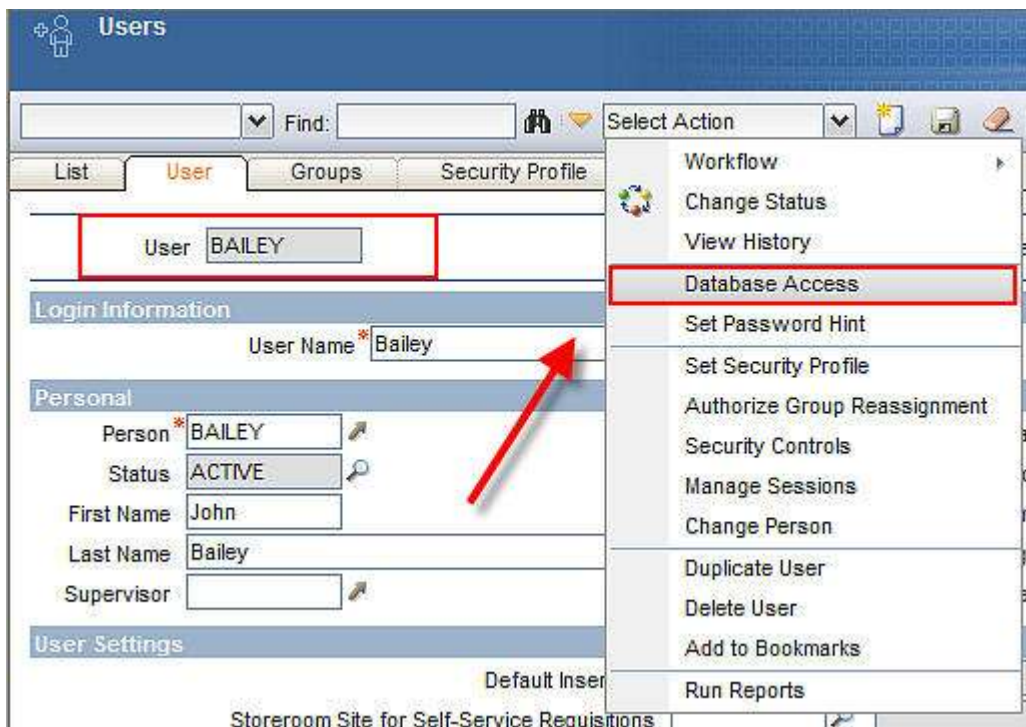 Users
Find:
Select Action
List User Groups Security Profile
User BAILEY
Login Information
User Name* Bailey
Personal
Person* BAILEY
Status ACTIVE
First Name John
Last Name Bailey
Supervisor
User Settings
Default Inser
Storeroom Site for Self-Service Requisitions
Workflow
Change Status
View History
Database Access
Set Password Hint
Set Security Profile
Authorize Group Reassignment
Security Controls
Manage Sessions
Change Person
Duplicate User
Delete User
Add to Bookmarks
Run Reports